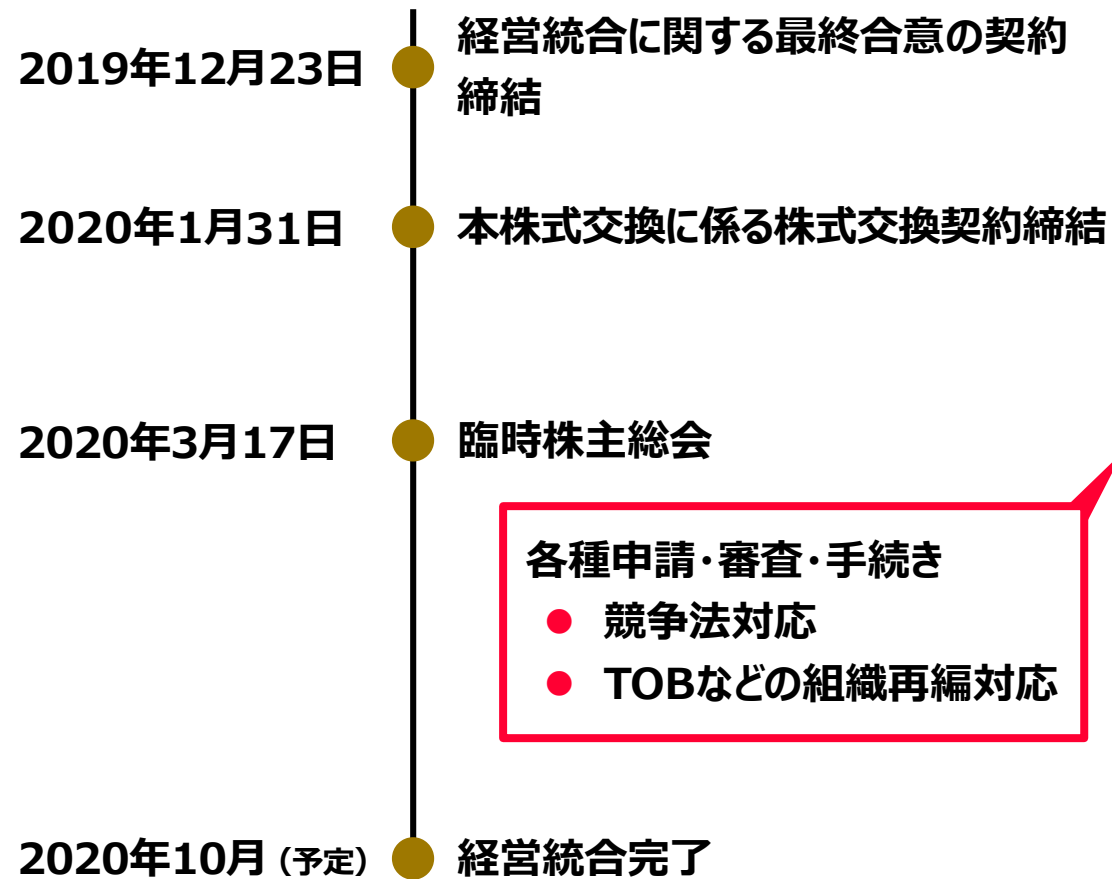 2019年12月23日
経営統合に関する最終合意の契約
締結
2020年1月31日
本株式交換に係る株式交換契約締結
2020年3月17日
臨時株主総会
各種申請・審査・手続き
● 競争法対応
● TOBなどの組織再編対応
2020年10月（予定）
経営統合完了